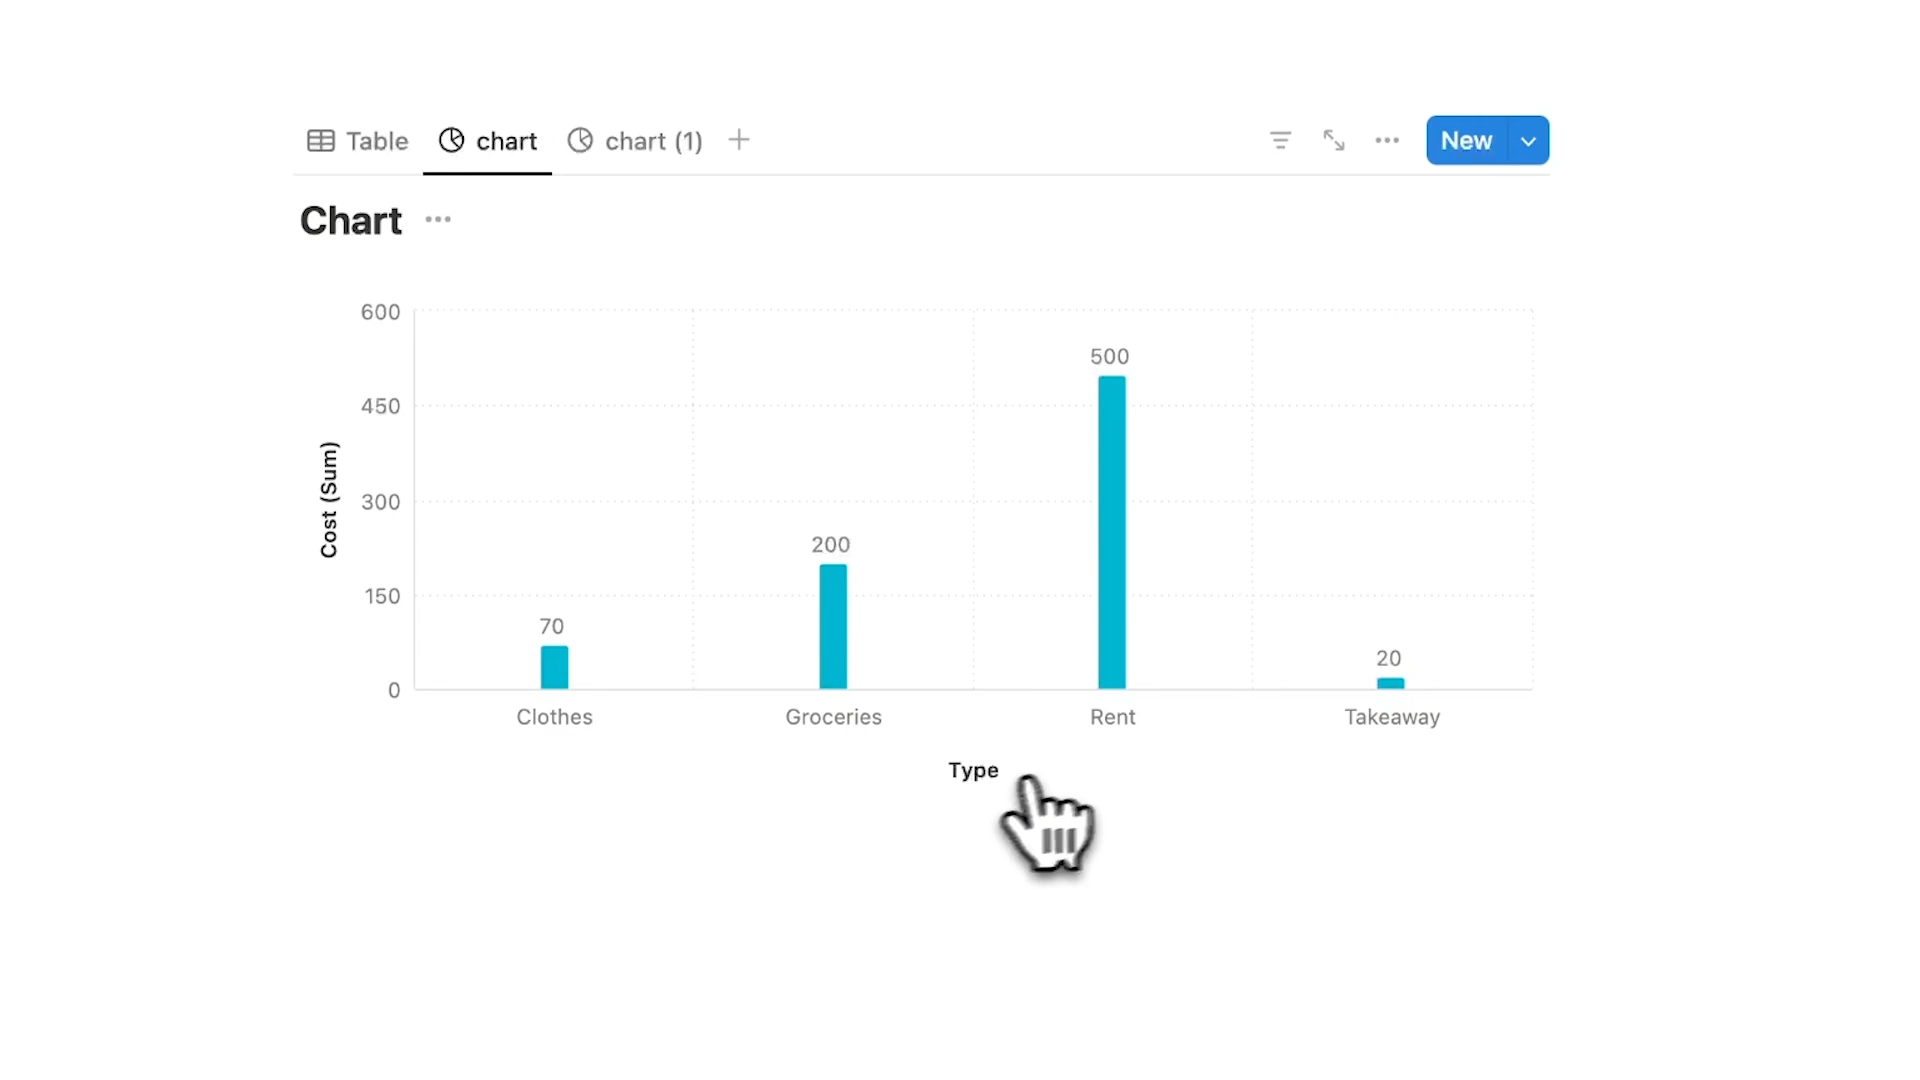 Table chart chart (1) New
Chart
600
500
450
Cost (Sum)
300
200
150
70
20
0
Clothes Groceries Rent Takeaway
Type